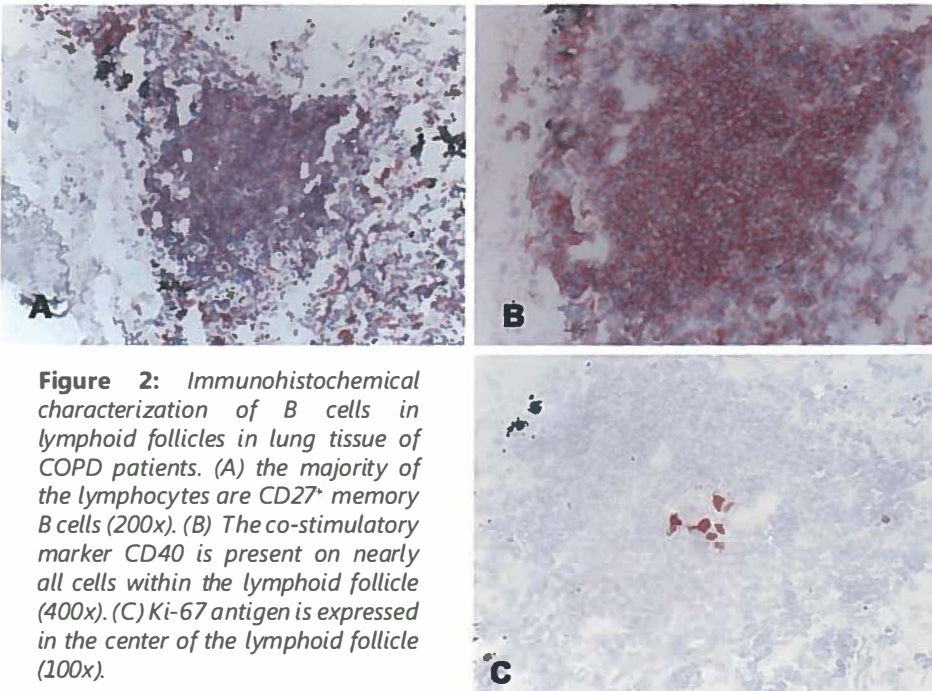 A
B
Figure 2: Immunohistochemical
characterization of B cells in
lymphoid follicles in lung tissue of
COPD patients. (A) the majority of
the lymphocytes are CD27⁺ memory
B cells (200x). (B) The co-stimulatory
marker CD40 is present on nearly
all cells within the lymphoid follicle
(400x). (C) Ki-67 antigen is expressed
in the center of the lymphoid follicle
(100x).
C